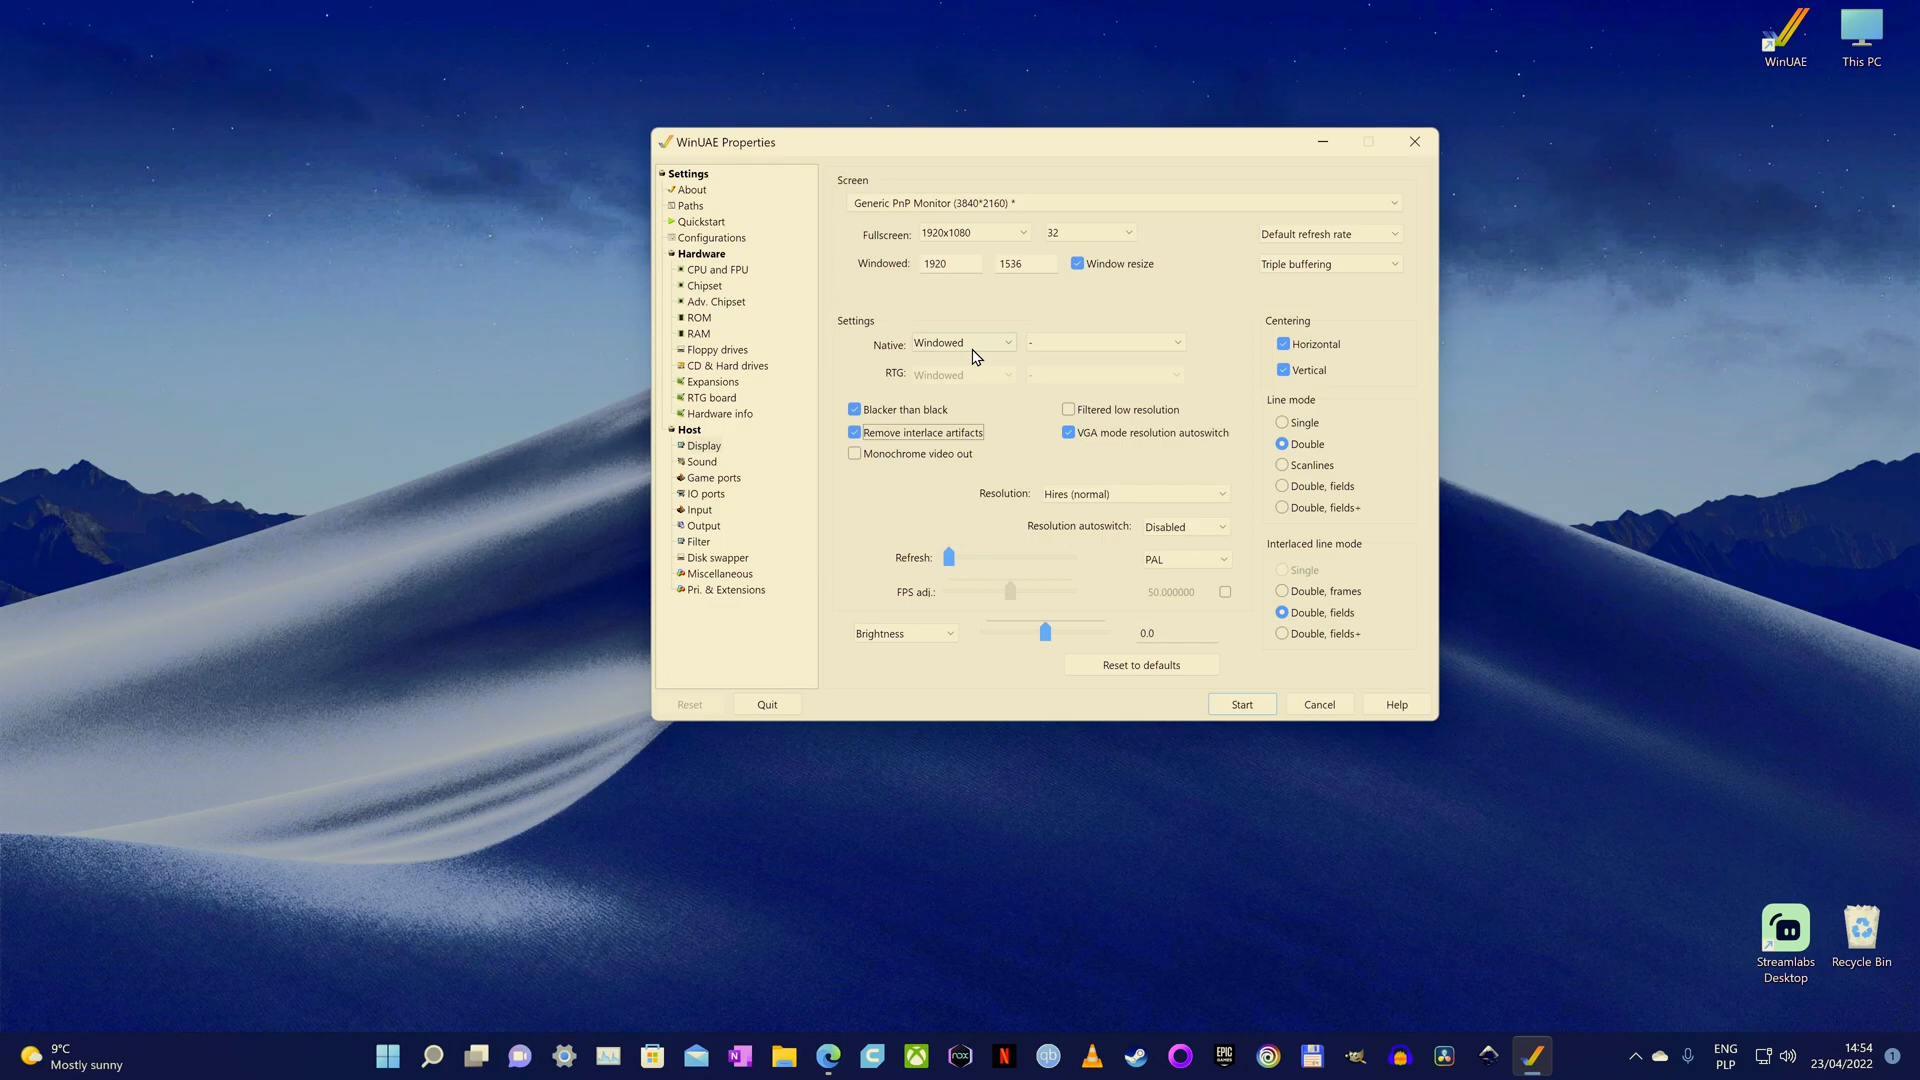 WinUAE
This PC
WinUAE Properties
Settings
About
Paths
Quickstart
Configurations
Hardware
CPU and FPU
Chipset
Adv. Chipset
ROM
RAM
Floppy drives
CD & Hard drives
Expansions
RTG board
Hardware info
Host
Display
Sound
Game ports
IO ports
Input
Output
Filter
Disk swapper
Miscellaneous
Pri. & Extensions
Screen
Generic PnP Monitor (3840*2160) *
Fullscreen: 1920x1080 32 Default refresh rate
Windowed: 1920 1536 Window resize Triple buffering
Settings
Native: Windowed -
RTG: Windowed -
Blacker than black Filtered low resolution
Remove interlace artifacts VGA mode resolution autoswitch
Monochrome video out
Resolution: Hires (normal)
Resolution autoswitch: Disabled
Refresh: PAL
FPS adj.: 50.000000
Brightness 0.0
Reset to defaults
Centering
Horizontal
Vertical
Line mode
Single
Double
Scanlines
Double, fields
Double, fields+
Interlaced line mode
Single
Double, frames
Double, fields
Double, fields+
Reset Quit Start Cancel Help
Streamlabs
Desktop
Recycle Bin
9°C
Mostly sunny
nox
N
qb
EPIC
GAMES
ENG
PLP
14:54
23/04/2022
1